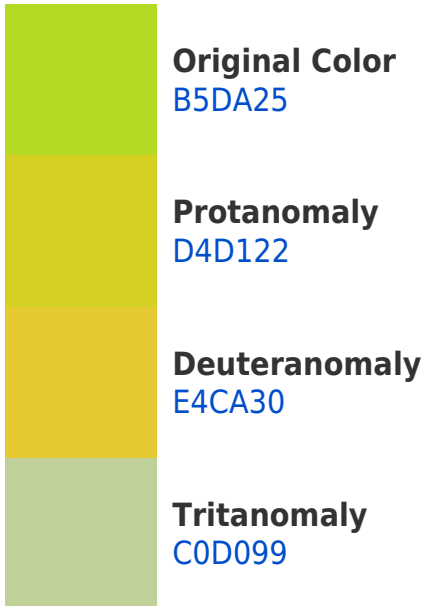 Original Color
B5DA25
Protanomaly
D4D122
Deuteranomaly
E4CA30
Tritanomaly
C0D099